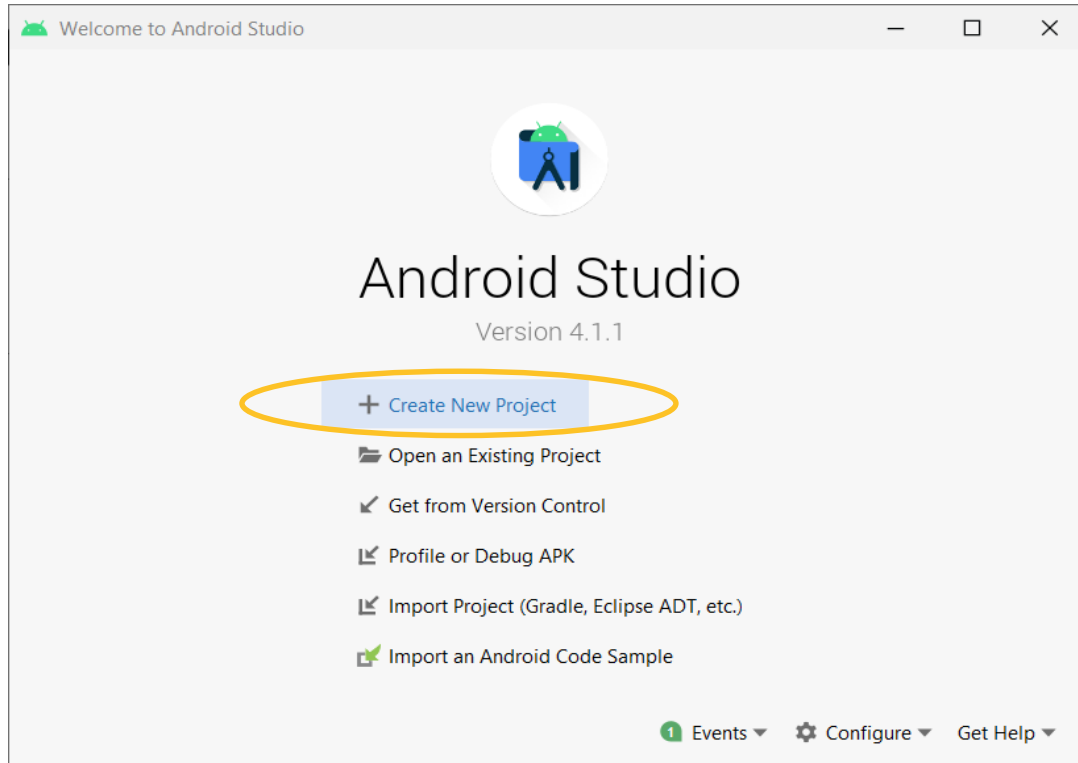 Welcome to Android Studio
Android Studio
Version 4.1.1
Create New Project
Open an Existing Project
Get from Version Control
Profile or Debug APK
Import Project (Gradle, Eclipse ADT, etc.)
Import an Android Code Sample
1 Events Configure Get Help